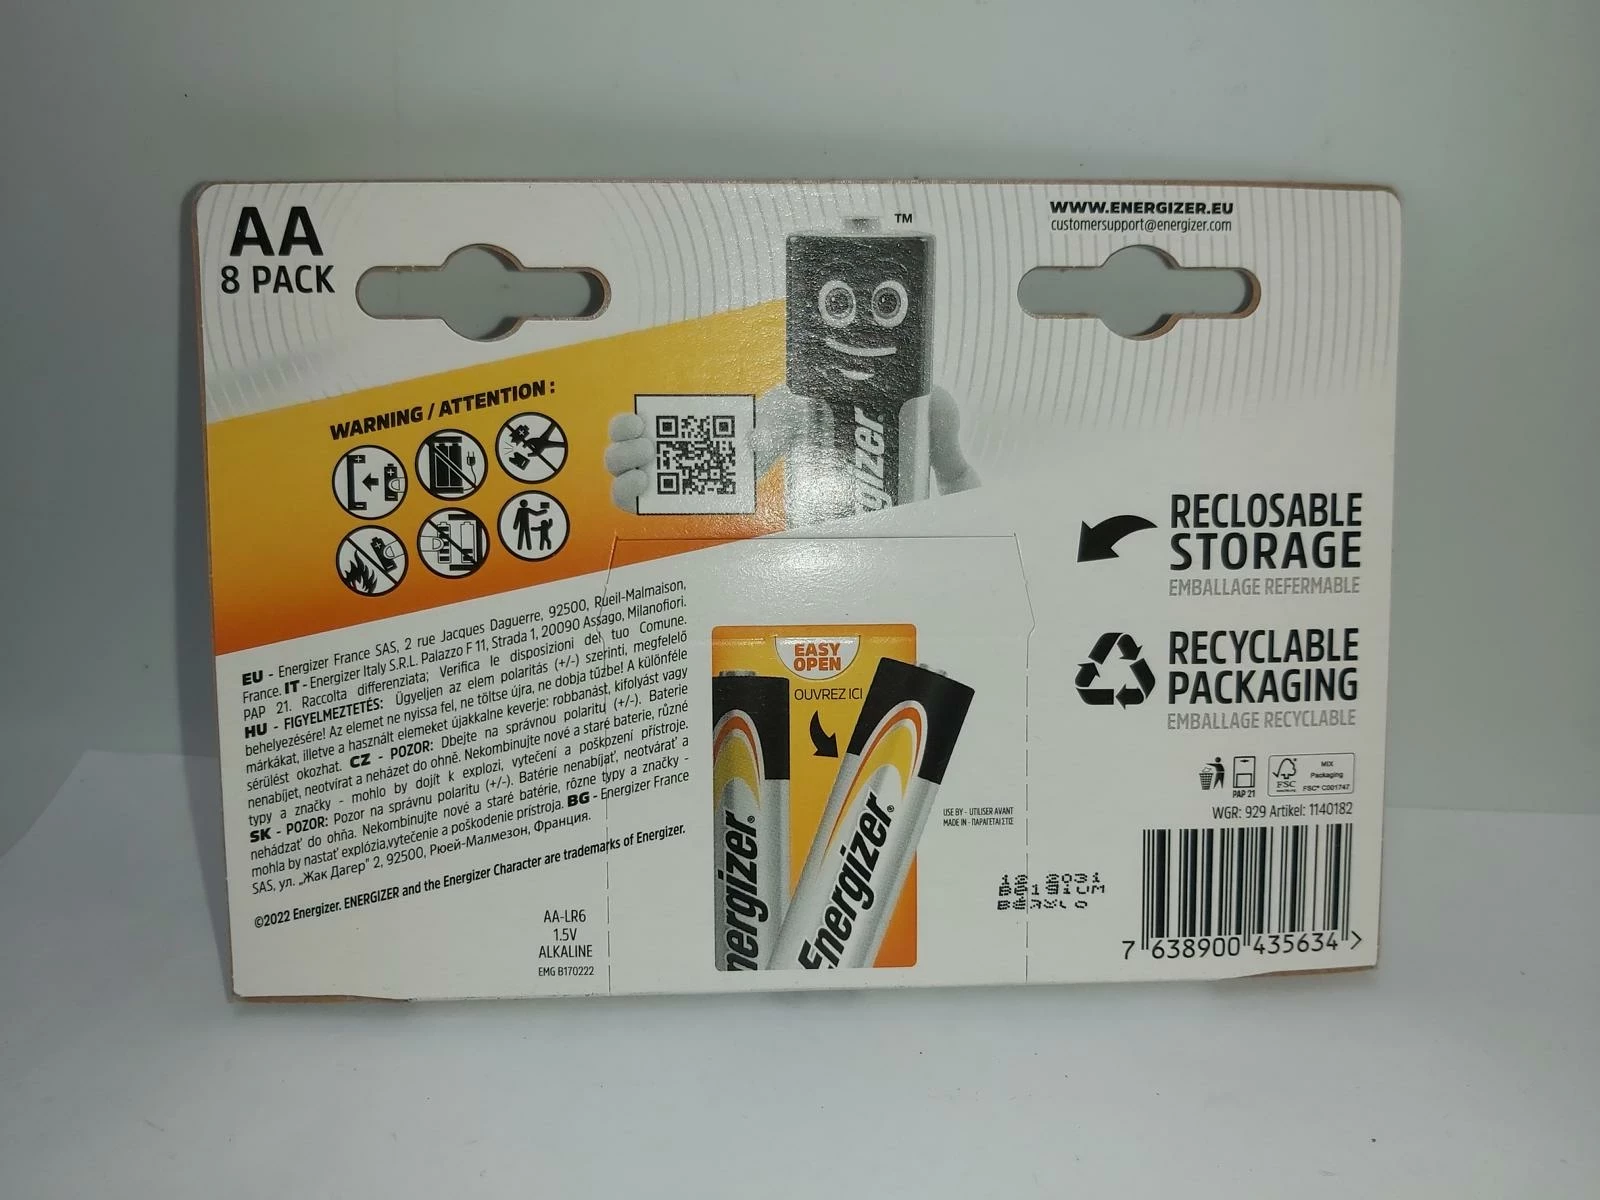 AA
8 PACK
TM
WWW.ENERGIZER.EU
customersupport@energizer.com
WARNING / ATTENTION :
gizer.
RECLOSABLE
STORAGE
EMBALLAGE REFERMABLE
RECYCLABLE
PACKAGING
EMBALLAGE RECYCLABLE
EU - Energizer France SAS, 2 rue Jacques Daguerre, 92500, Rueil-Malmaison,
France. IT - Energizer Italy S.R.L. Palazzo F 11, Strada 1, 20090 Assago, Milanofiori.
PAP 21. Raccolta differenziata; Verifica le disposizioni del tuo Comune.
HU - FIGYELMEZTETÉS: Ügyeljen az elem polaritás (+/-) szerinti, megfelelő
behelyezésére! Az elemet ne nyissa fel, ne töltse újra, ne dobja tűzbe! A különféle
márkákat, illetve a használt elemeket újakkalne keverje: robbanást, kifolyást vagy
sérülést okozhat. CZ - POZOR: Dbejte na správnou polaritu (+/-). Baterie
nenabíjet, neotvírat a neházet do ohně. Nekombinujte nové a staré baterie, různé
typy a značky - mohlo by dojít k explozi, vytečení a poškpzení přístroje.
SK - POZOR: Pozor na správnu polaritu (+/-). Batérie nenabíjať, neotvárať a
nehádzať do ohňa. Nekombinujte nové a staré batérie, rôzne typy a značky -
mohla by nastať explózia,vytečenie a poškodenie prístroja. BG - Energizer France
SAS, ул. „Жак Дагер" 2, 92500, Рюей-Малмезон, Франция.
©2022 Energizer. ENERGIZER and the Energizer Character are trademarks of Energizer.
AA-LR6
1.5V
ALKALINE
EMG B170222
EASY
OPEN
OUVREZ ICI
nergizer®
Energizer®
USE BY - UTILISER AVANT
MADE IN - ΠΑΡΑΓΕΤΑΙ ΣΤΙΣ
12 2031
BELGIUM
PAP 21
FSC
MIX
Packaging
FSC® C001747
WGR: 929 Artikel: 1140182
7 638900 435634 >